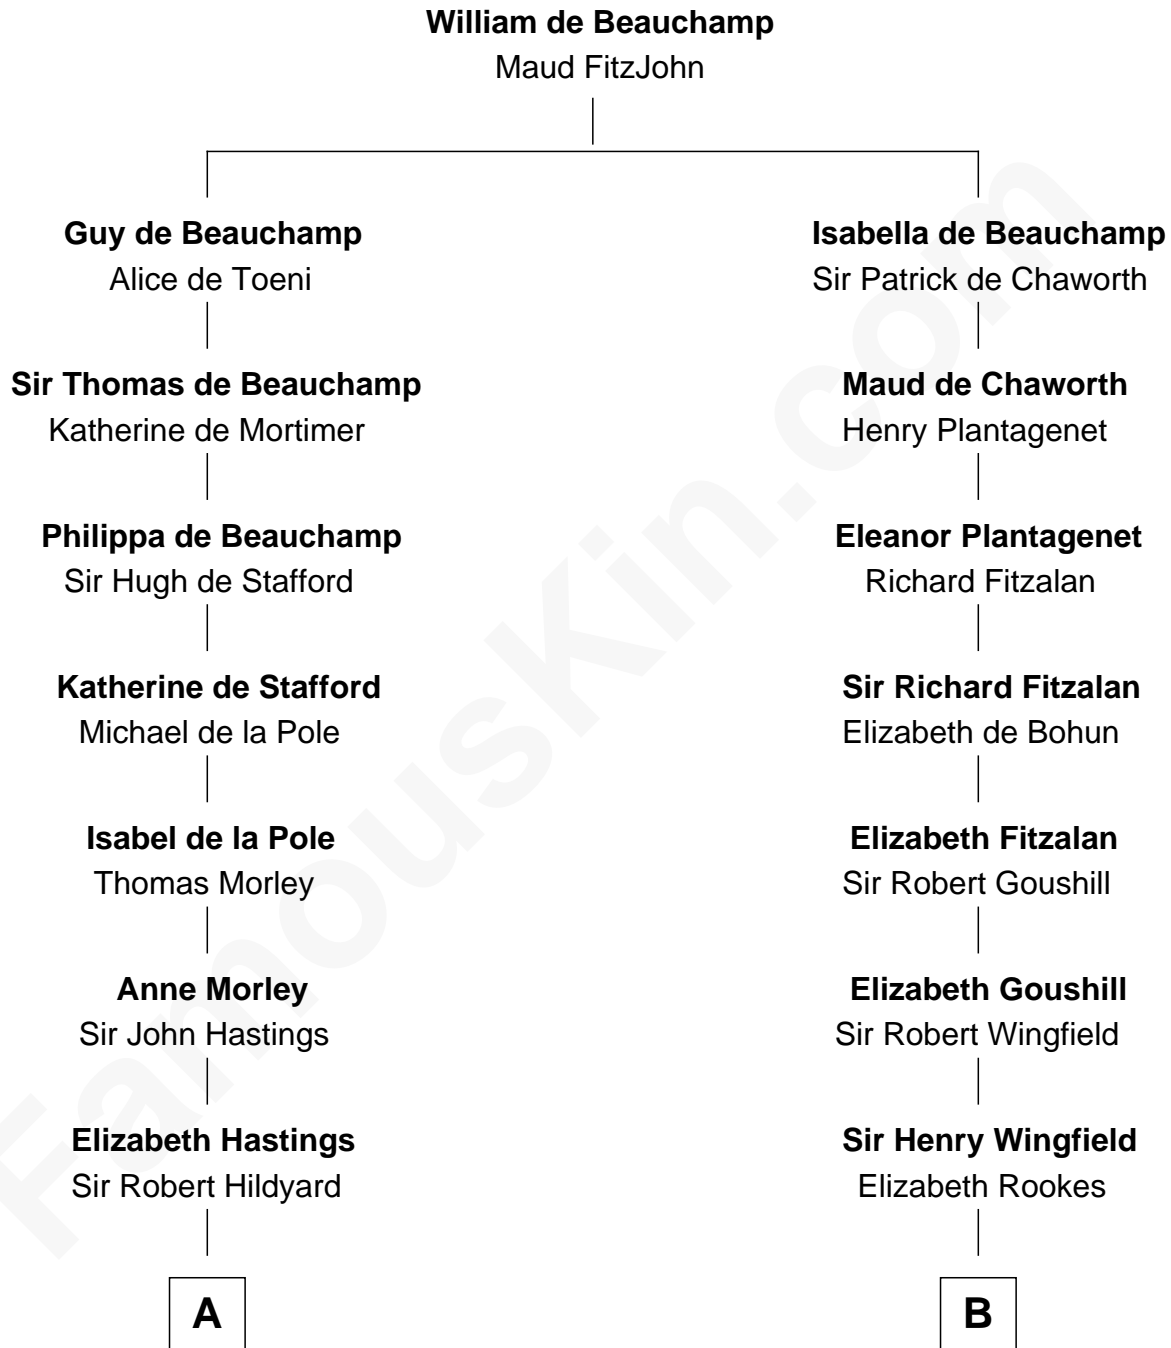 William de Beauchamp
Maud FitzJohn
Guy de Beauchamp
Alice de Toeni
Sir Thomas de Beauchamp
Katherine de Mortimer
Philippa de Beauchamp
Sir Hugh de Stafford
Katherine de Stafford
Michael de la Pole
Isabel de la Pole
Thomas Morley
Anne Morley
Sir John Hastings
Elizabeth Hastings
Sir Robert Hildyard
A
Isabella de Beauchamp
Sir Patrick de Chaworth
Maud de Chaworth
Henry Plantagenet
Eleanor Plantagenet
Richard Fitzalan
Sir Richard Fitzalan
Elizabeth de Bohun
Elizabeth Fitzalan
Sir Robert Goushill
Elizabeth Goushill
Sir Robert Wingfield
Sir Henry Wingfield
Elizabeth Rookes
B
FamousKin.com